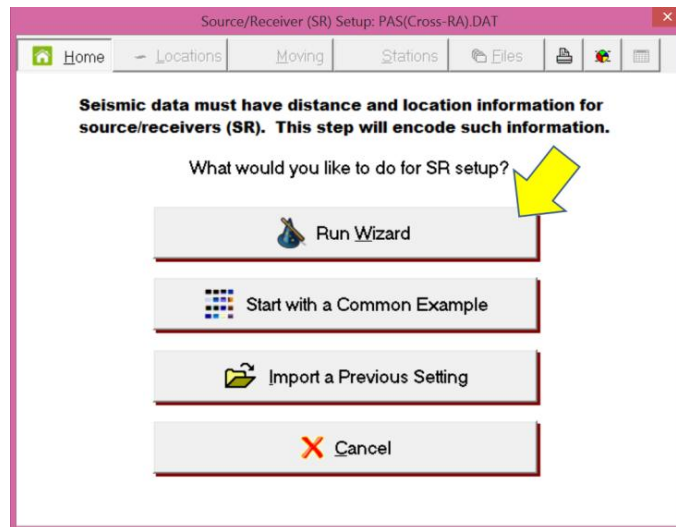 Source/Receiver (SR) Setup: PAS(Cross-RA).DAT
Home Locations Moving Stations Files
Seismic data must have distance and location information for
source/receivers (SR). This step will encode such information.
What would you like to do for SR setup?
Run Wizard
Start with a Common Example
Import a Previous Setting
Cancel